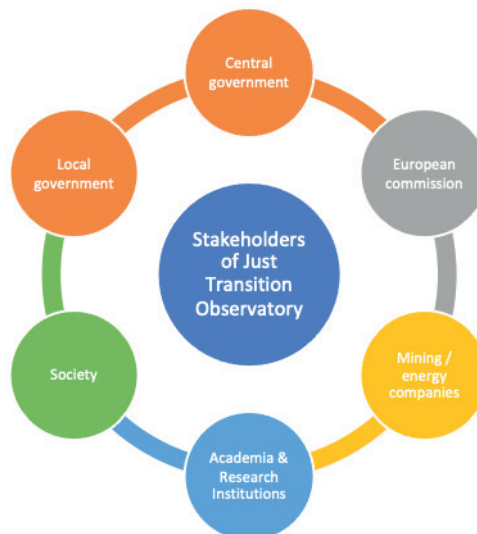 Central
government
Local
government
European
commission
Stakeholders
of Just
Transition
Observatory
Society
Mining /
energy
companies
Academia &
Research
Institutions